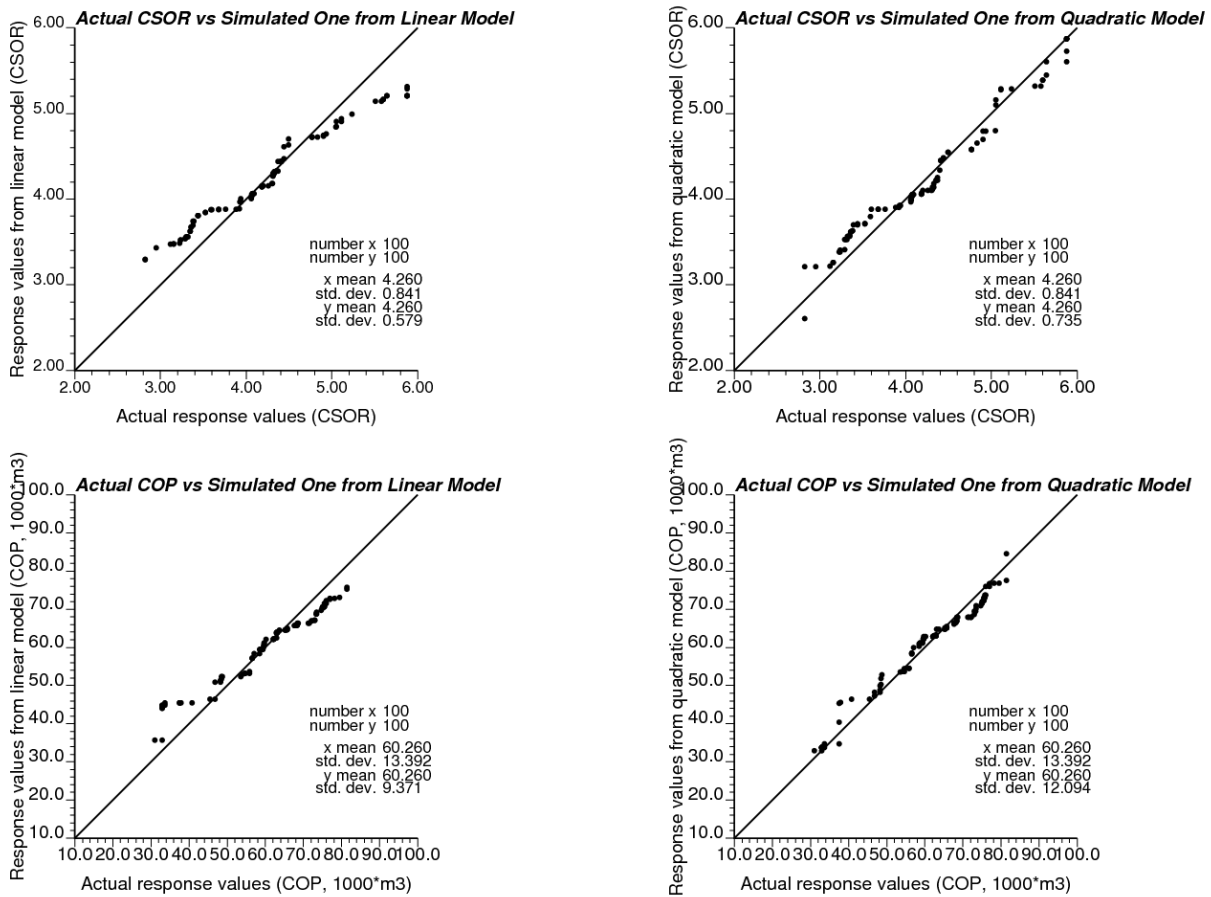 Actual CSOR vs Simulated One from Linear Model
Response values from linear model (CSOR)
6.00
5.00
4.00
3.00
2.00
number x 100
number y 100
x mean 4.260
std. dev. 0.841
y mean 4.260
std. dev. 0.579
2.00 3.00 4.00 5.00 6.00
Actual response values (CSOR)
Actual CSOR vs Simulated One from Quadratic Model
Response values from quadratic model (CSOR)
6.00
5.00
4.00
3.00
2.00
number x 100
number y 100
x mean 4.260
std. dev. 0.841
y mean 4.260
std. dev. 0.735
2.00 3.00 4.00 5.00 6.00
Actual response values (CSOR)
Actual COP vs Simulated One from Linear Model
Response values from linear model (COP, 1000*m3)
100.0
90.0
80.0
70.0
60.0
50.0
40.0
30.0
20.0
10.0
number x 100
number y 100
x mean 60.260
std. dev. 13.392
y mean 60.260
std. dev. 9.371
10.0 20.0 30.0 40.0 50.0 60.0 70.0 80.0 90.0 100.0
Actual response values (COP, 1000*m3)
Actual COP vs Simulated One from Quadratic Model
Response values from quadratic model (COP, 1000*m3)
100.0
90.0
80.0
70.0
60.0
50.0
40.0
30.0
20.0
10.0
number x 100
number y 100
x mean 60.260
std. dev. 13.392
y mean 60.260
std. dev. 12.094
10.0 20.0 30.0 40.0 50.0 60.0 70.0 80.0 90.0 100.0
Actual response values (COP, 1000*m3)